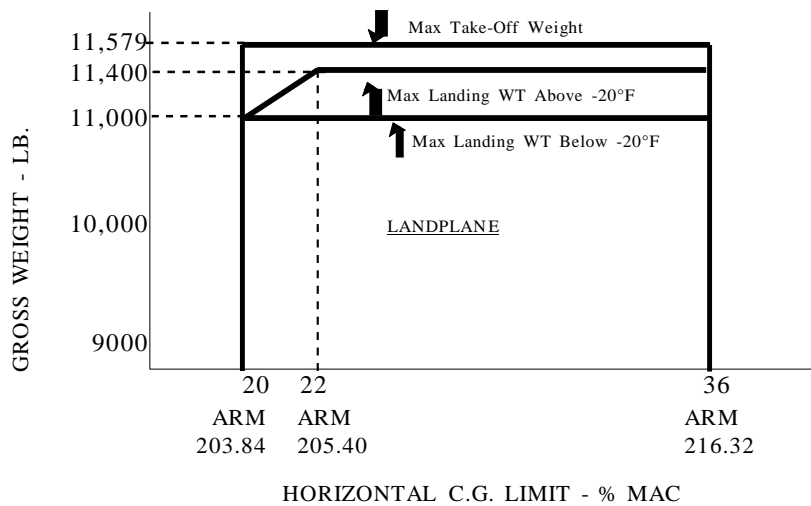 11,579
Max Take-Off Weight
11,400
Max Landing WT Above -20°F
11,000
Max Landing WT Below -20°F
GROSS WEIGHT - LB.
10,000
LANDPLANE
9000
20 22 36
ARM ARM ARM
203.84 205.40 216.32
HORIZONTAL C.G. LIMIT - % MAC